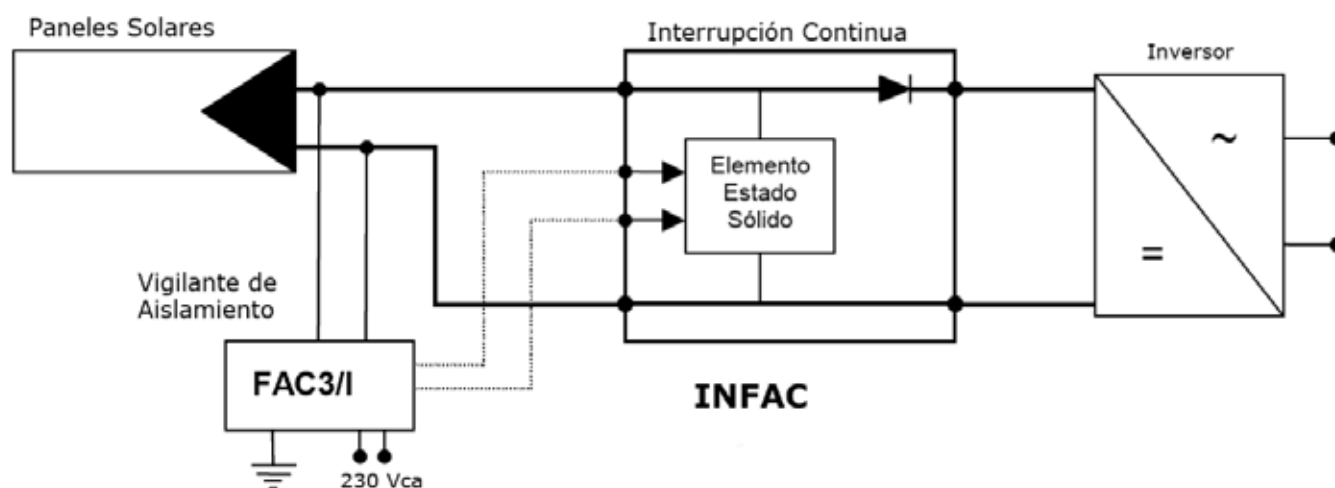 Paneles Solares
Interrupción Continua
Inversor
~
=
Elemento
Estado
Sólido
Vigilante de
Aislamiento
FAC3/I
INFAC
230 Vca